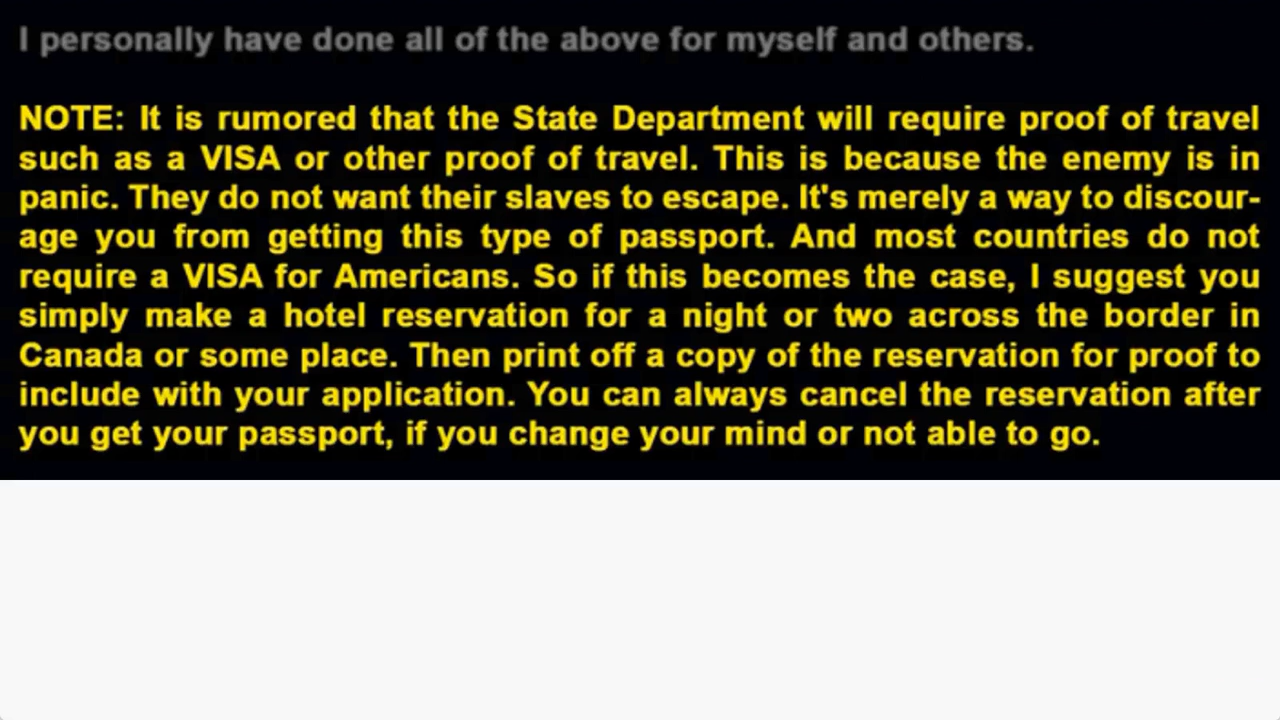 I personally have done all of the above for myself and others.
NOTE: It is rumored that the State Department will require proof of travel
such as a VISA or other proof of travel. This is because the enemy is in
panic. They do not want their slaves to escape. It's merely a way to discour-
age you from getting this type of passport. And most countries do not
require a VISA for Americans. So if this becomes the case, I suggest you
simply make a hotel reservation for a night or two across the border in
Canada or some place. Then print off a copy of the reservation for proof to
include with your application. You can always cancel the reservation after
you get your passport, if you change your mind or not able to go.